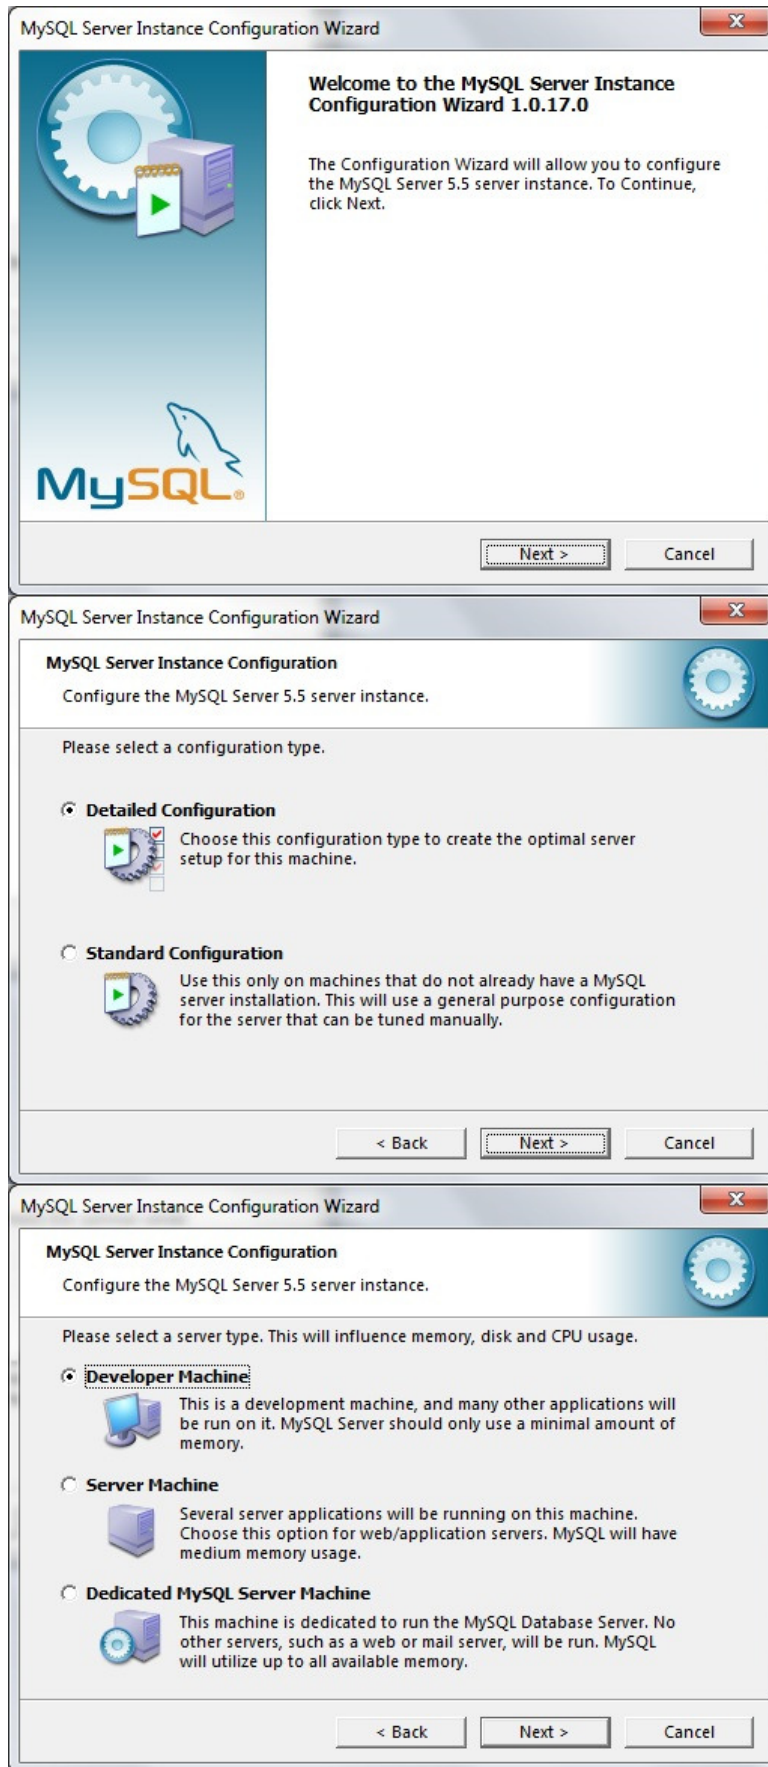 MySQL Server Instance Configuration Wizard
Welcome to the MySQL Server Instance
Configuration Wizard 1.0.17.0
The Configuration Wizard will allow you to configure
the MySQL Server 5.5 server instance. To Continue,
click Next.
MySQL®
Next >
Cancel
MySQL Server Instance Configuration Wizard
MySQL Server Instance Configuration
Configure the MySQL Server 5.5 server instance.
Please select a configuration type.
Detailed Configuration
Choose this configuration type to create the optimal server
setup for this machine.
Standard Configuration
Use this only on machines that do not already have a MySQL
server installation. This will use a general purpose configuration
for the server that can be tuned manually.
< Back
Next >
Cancel
MySQL Server Instance Configuration Wizard
MySQL Server Instance Configuration
Configure the MySQL Server 5.5 server instance.
Please select a server type. This will influence memory, disk and CPU usage.
Developer Machine
This is a development machine, and many other applications will
be run on it. MySQL Server should only use a minimal amount of
memory.
Server Machine
Several server applications will be running on this machine.
Choose this option for web/application servers. MySQL will have
medium memory usage.
Dedicated MySQL Server Machine
This machine is dedicated to run the MySQL Database Server. No
other servers, such as a web or mail server, will be run. MySQL
will utilize up to all available memory.
< Back
Next >
Cancel